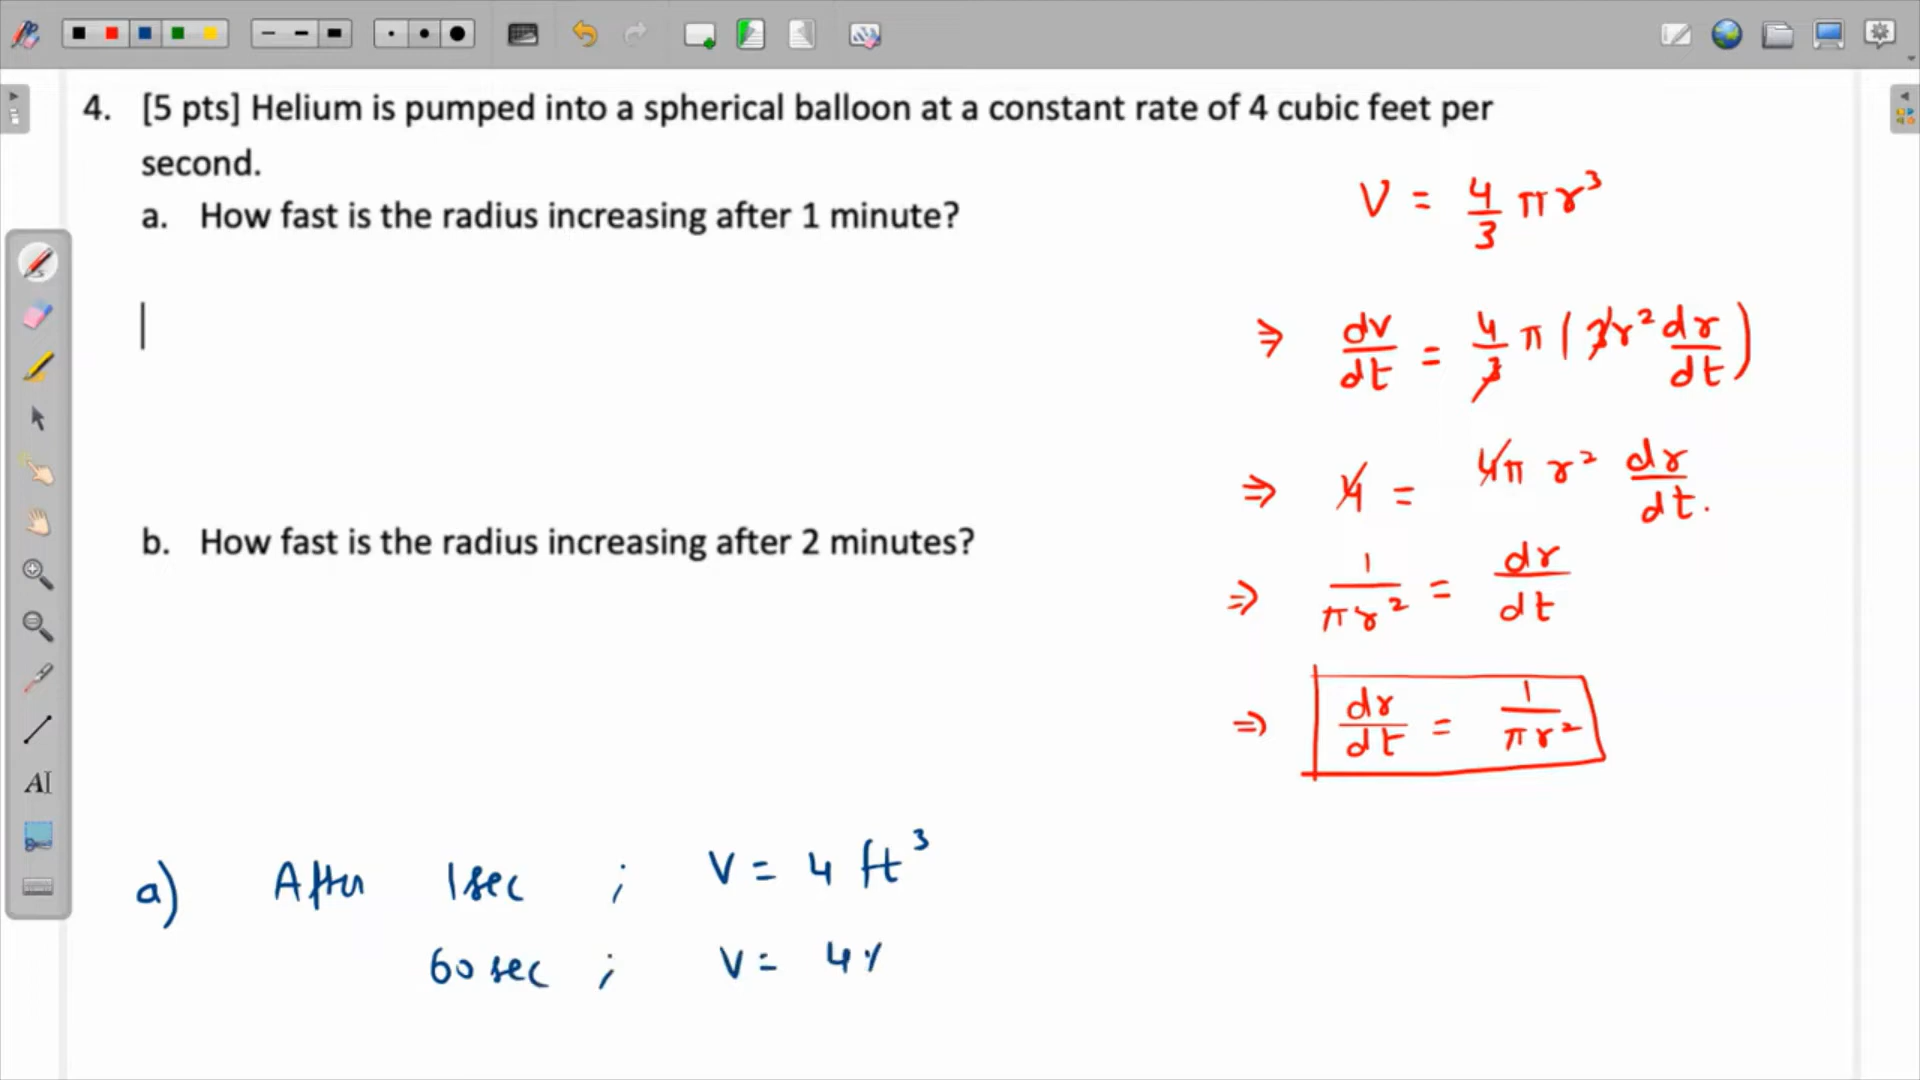 4. [5 pts] Helium is pumped into a spherical balloon at a constant rate of 4 cubic feet per
second.
a. How fast is the radius increasing after 1 minute?
b. How fast is the radius increasing after 2 minutes?
V = 4/3 πr³
⇒ dv/dt = 4/3 π(3r² dr/dt)
⇒ 4 = 4π r² dr/dt.
⇒ 1/πr² = dr/dt
⇒ dr/dt = 1/πr²
a) After 1sec ; V = 4 ft³
60 sec ; V = 4
AI